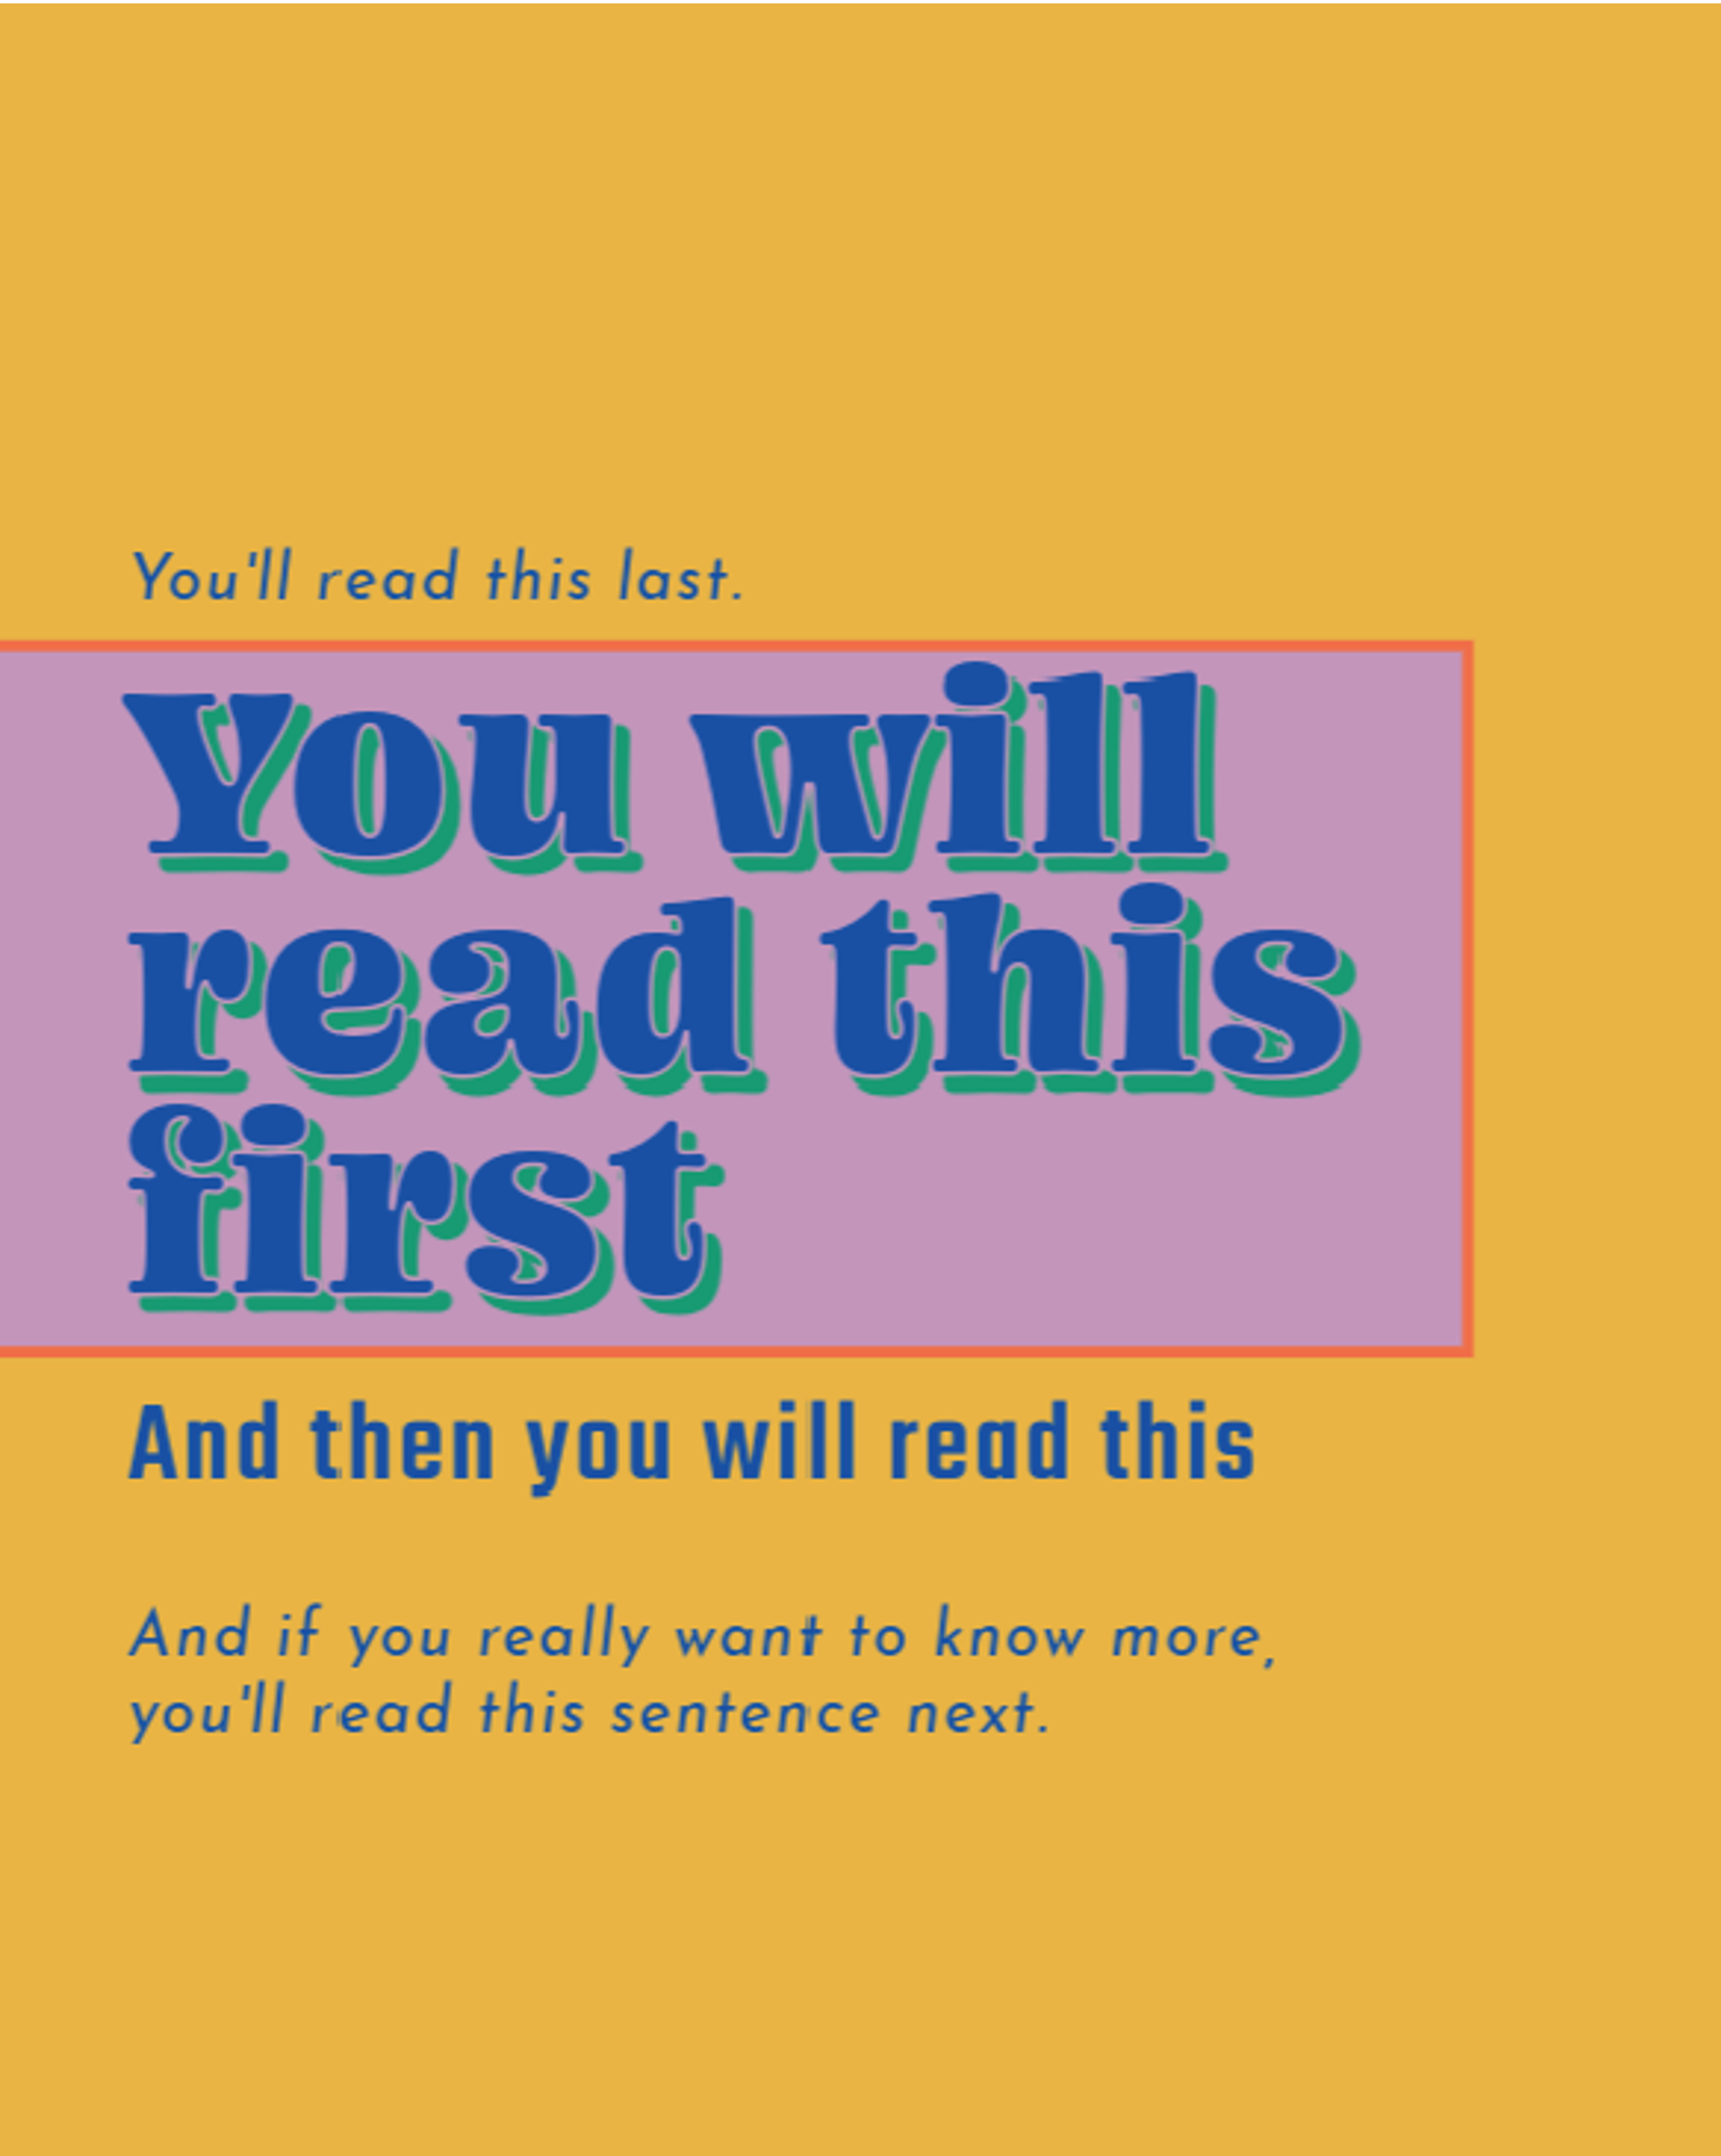 You'll read this last.
You will
read this
first
And then you will read this
And if you really want to know more,
you'll read this sentence next.